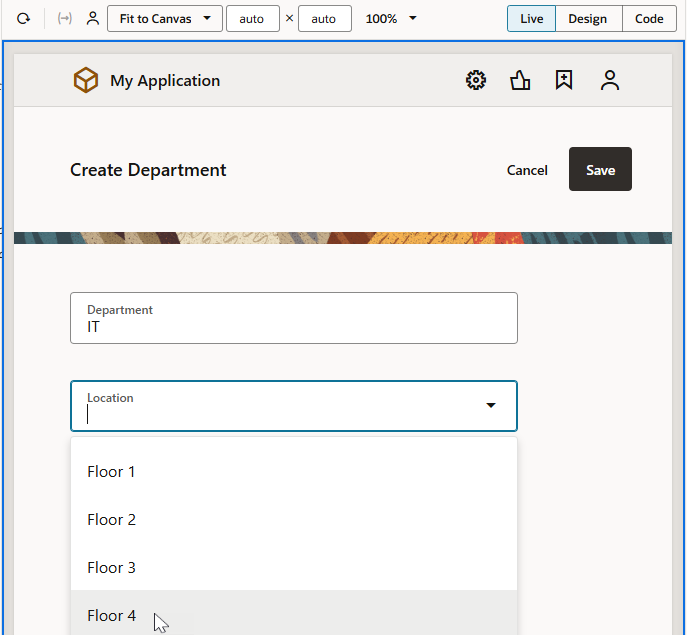 Fit to Canvas auto × auto 100% Live Design Code
My Application
Create Department Cancel Save
Department
IT
Location
Floor 1
Floor 2
Floor 3
Floor 4